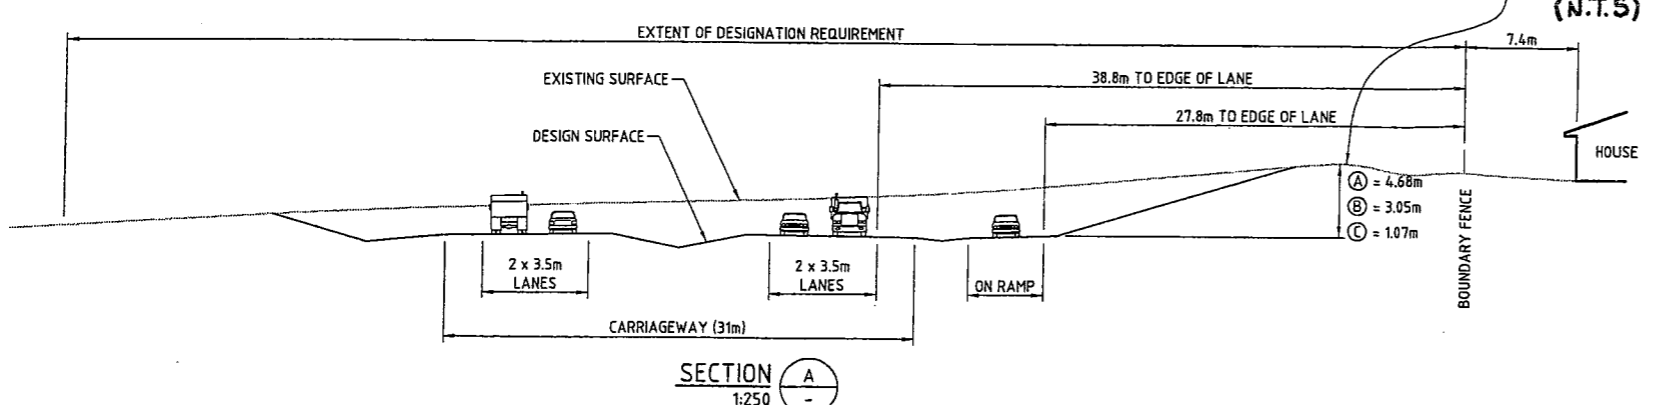 (N.T.S)
EXTENT OF DESIGNATION REQUIREMENT
7.4m
EXISTING SURFACE
38.8m TO EDGE OF LANE
DESIGN SURFACE
27.8m TO EDGE OF LANE
HOUSE
A = 4.68m
B = 3.05m
C = 1.07m
BOUNDARY FENCE
2 x 3.5m
LANES
2 x 3.5m
LANES
ON RAMP
CARRIAGEWAY (31m)
SECTION A
1:250 -